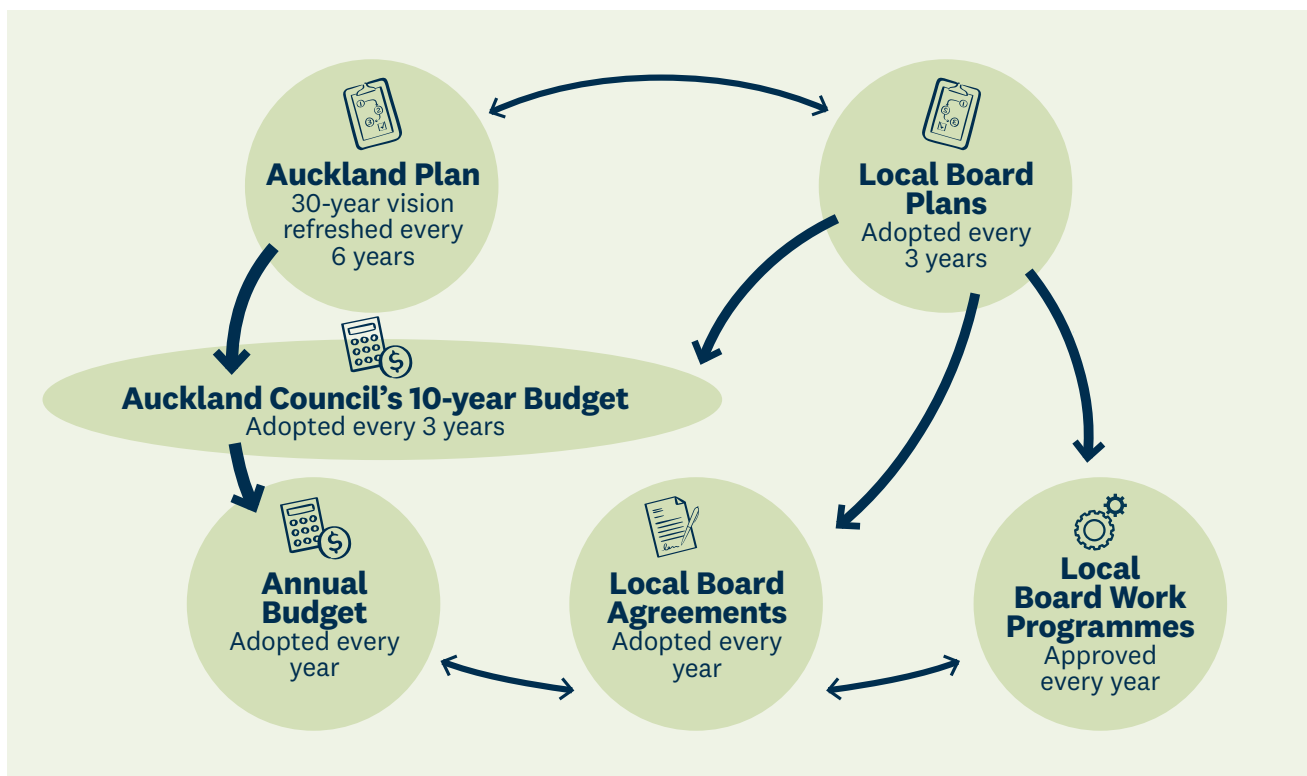 Auckland Plan
30-year vision
refreshed every
6 years
Local Board
Plans
Adopted every
3 years
Auckland Council’s 10-year Budget
Adopted every 3 years
Annual
Budget
Adopted every
year
Local Board
Agreements
Adopted every
year
Local
Board Work
Programmes
Approved
every year